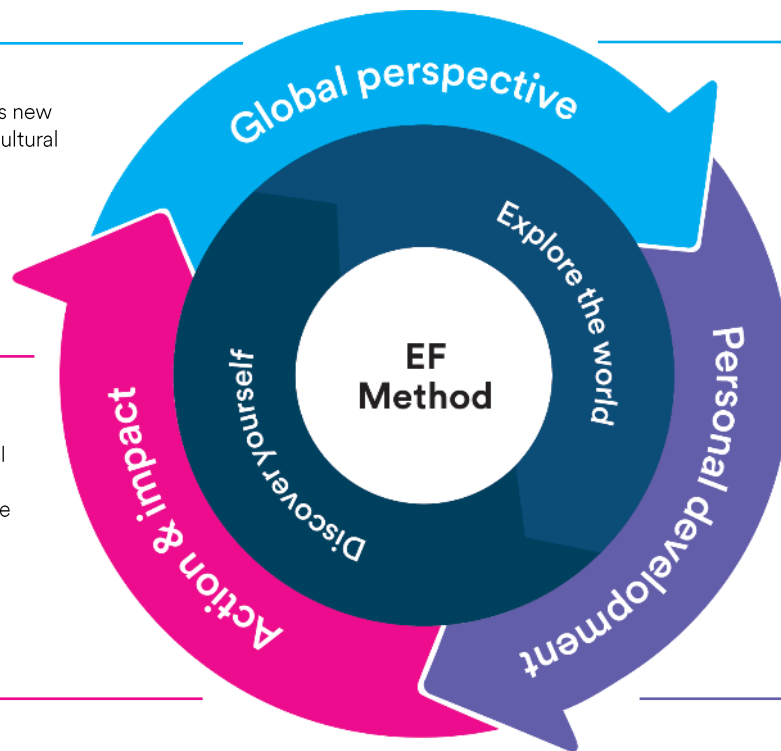 Global perspective
s new
ultural
Explore the world
EF
Method
Personal development
Discover yourself
Action & impact
l
e